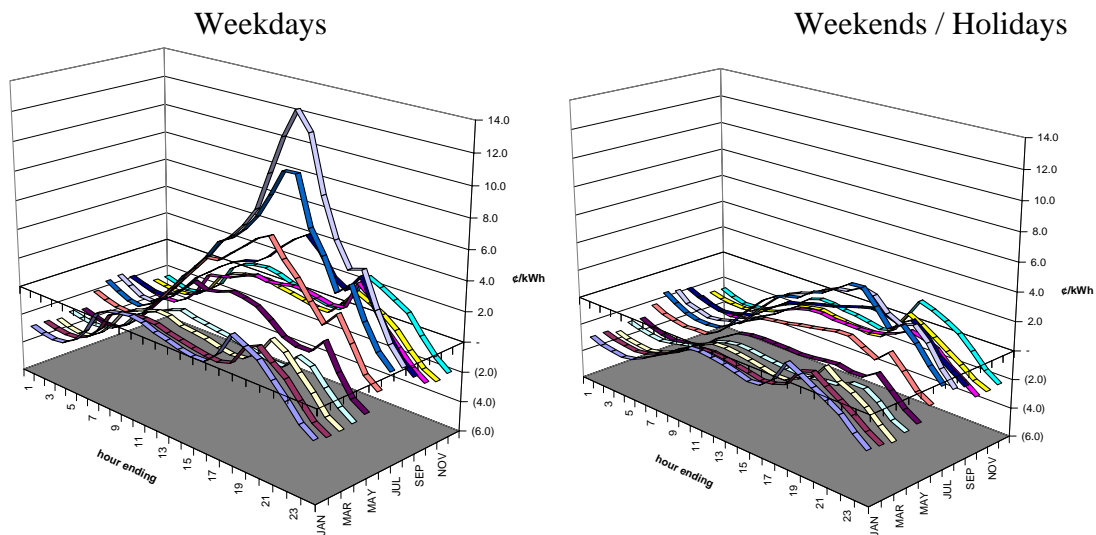 Weekdays
Weekends / Holidays
14.0
12.0
10.0
8.0
6.0
4.0
2.0
-
(2.0)
(4.0)
(6.0)
¢/kWh
1
3
5
7
9
11
13
15
17
19
21
23
hour ending
JAN
MAR
MAY
JUL
SEP
NOV
14.0
12.0
10.0
8.0
6.0
4.0
2.0
-
(2.0)
(4.0)
(6.0)
¢/kWh
1
3
5
7
9
11
13
15
17
19
21
23
hour ending
JAN
MAR
MAY
JUL
SEP
NOV